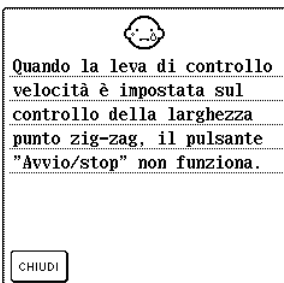 Quando la leva di controllo
velocità è impostata sul
controllo della larghezza
punto zig-zag, il pulsante
"Avvio/stop" non funziona.
CHIUDI